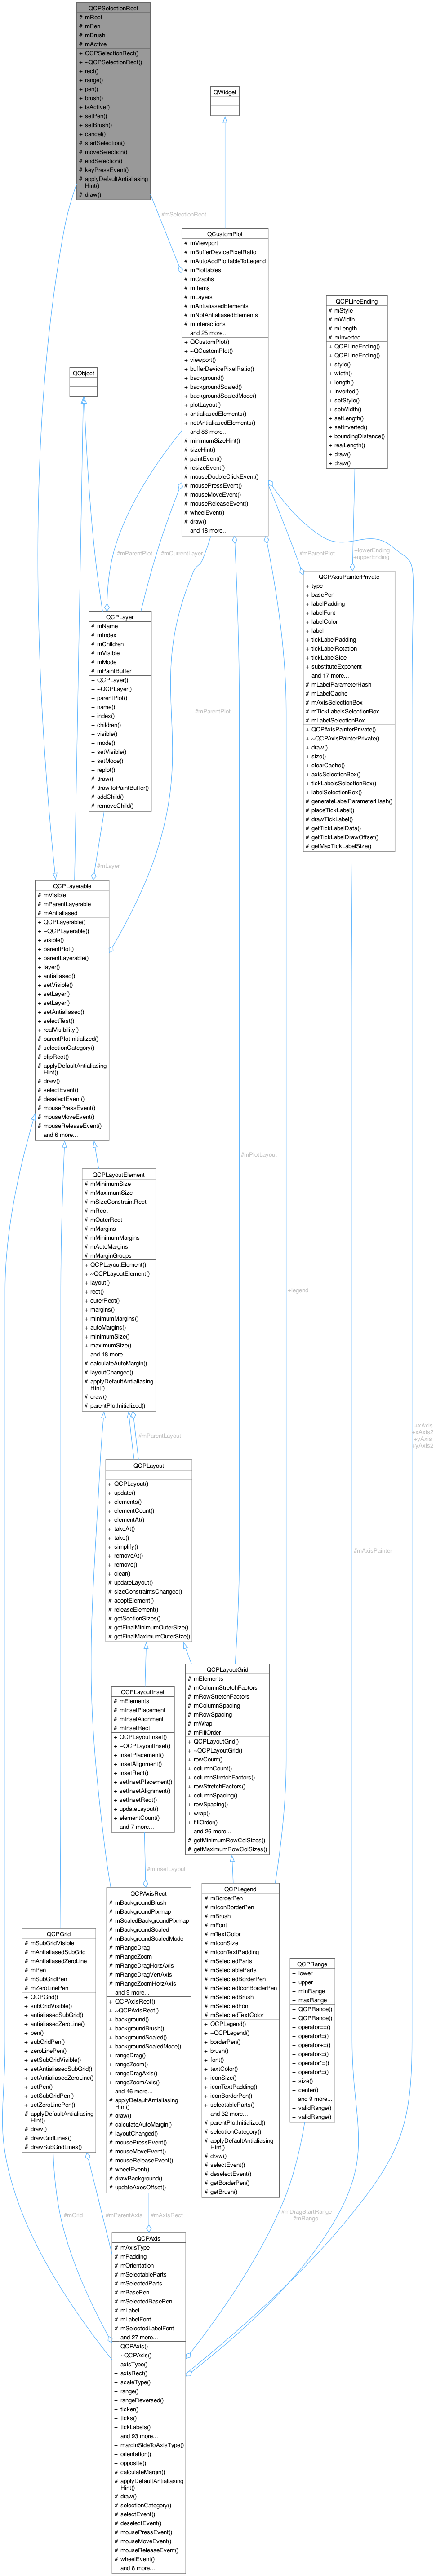 QCPSelectionRect
# mRect
# mPen
# mBrush
# mActive
+ QCPSelectionRect()
+ ~QCPSelectionRect()
+ rect()
+ range()
+ pen()
+ brush()
+ isActive()
+ setPen()
+ setBrush()
+ cancel()
# startSelection()
# moveSelection()
# endSelection()
# keyPressEvent()
# applyDefaultAntialiasing
Hint()
# draw()
QWidget
#mSelectionRect
QCustomPlot
# mViewport
# mBufferDevicePixelRatio
# mAutoAddPlottableToLegend
# mPlottables
# mGraphs
# mItems
# mLayers
# mAntialiasedElements
# mNotAntialiasedElements
# mInteractions
and 25 more...
+ QCustomPlot()
+ ~QCustomPlot()
+ viewport()
+ bufferDevicePixelRatio()
+ background()
+ backgroundScaled()
+ backgroundScaledMode()
+ plotLayout()
+ antialiasedElements()
+ notAntialiasedElements()
and 86 more...
# minimumSizeHint()
# sizeHint()
# paintEvent()
# resizeEvent()
# mouseDoubleClickEvent()
# mousePressEvent()
# mouseMoveEvent()
# mouseReleaseEvent()
# wheelEvent()
# draw()
and 18 more...
QCPLineEnding
# mStyle
# mWidth
# mLength
# mInverted
+ QCPLineEnding()
+ QCPLineEnding()
+ style()
+ width()
+ length()
+ inverted()
+ setStyle()
+ setWidth()
+ setLength()
+ setInverted()
+ boundingDistance()
+ realLength()
+ draw()
+ draw()
QObject
#mParentPlot
#mCurrentLayer
#mParentPlot
+lowerEnding
+upperEnding
QCPAxisPainterPrivate
+ type
+ basePen
+ labelPadding
+ labelFont
+ labelColor
+ label
+ tickLabelPadding
+ tickLabelRotation
+ tickLabelSide
+ substituteExponent
and 17 more...
# mLabelParameterHash
# mLabelCache
# mAxisSelectionBox
# mTickLabelsSelectionBox
# mLabelSelectionBox
+ QCPAxisPainterPrivate()
+ ~QCPAxisPainterPrivate()
+ draw()
+ size()
+ clearCache()
+ axisSelectionBox()
+ tickLabelsSelectionBox()
+ labelSelectionBox()
# generateLabelParameterHash()
# placeTickLabel()
# drawTickLabel()
# getTickLabelData()
# getTickLabelDrawOffset()
# getMaxTickLabelSize()
QCPLayer
# mName
# mIndex
# mChildren
# mVisible
# mMode
# mPaintBuffer
+ QCPLayer()
+ ~QCPLayer()
+ parentPlot()
+ name()
+ index()
+ children()
+ visible()
+ mode()
+ setVisible()
+ setMode()
+ replot()
# draw()
# drawToPaintBuffer()
# addChild()
# removeChild()
#mParentPlot
#mLayer
QCPLayerable
# mVisible
# mParentLayerable
# mAntialiased
+ QCPLayerable()
+ ~QCPLayerable()
+ visible()
+ parentPlot()
+ parentLayerable()
+ layer()
+ antialiased()
+ setVisible()
+ setLayer()
+ setLayer()
+ setAntialiased()
+ selectTest()
+ realVisibility()
# parentPlotInitialized()
# selectionCategory()
# clipRect()
# applyDefaultAntialiasing
Hint()
# draw()
# selectEvent()
# deselectEvent()
# mousePressEvent()
# mouseMoveEvent()
# mouseReleaseEvent()
and 6 more...
#mPlotLayout
QCPLayoutElement
# mMinimumSize
# mMaximumSize
# mSizeConstraintRect
# mRect
# mOuterRect
# mMargins
# mMinimumMargins
# mAutoMargins
# mMarginGroups
+ QCPLayoutElement()
+ ~QCPLayoutElement()
+ layout()
+ rect()
+ outerRect()
+ margins()
+ minimumMargins()
+ autoMargins()
+ minimumSize()
+ maximumSize()
and 18 more...
# calculateAutoMargin()
# layoutChanged()
# applyDefaultAntialiasing
Hint()
# draw()
# parentPlotInitialized()
+legend
+xAxis
+xAxis2
+yAxis
+yAxis2
#mParentLayout
QCPLayout
+ QCPLayout()
+ update()
+ elements()
+ elementCount()
+ elementAt()
+ takeAt()
+ take()
+ simplify()
+ removeAt()
+ remove()
+ clear()
# updateLayout()
# sizeConstraintsChanged()
# adoptElement()
# releaseElement()
# getSectionSizes()
# getFinalMinimumOuterSize()
# getFinalMaximumOuterSize()
#mAxisPainter
QCPLayoutInset
# mElements
# mInsetPlacement
# mInsetAlignment
# mInsetRect
+ QCPLayoutInset()
+ ~QCPLayoutInset()
+ insetPlacement()
+ insetAlignment()
+ insetRect()
+ setInsetPlacement()
+ setInsetAlignment()
+ setInsetRect()
+ updateLayout()
+ elementCount()
and 7 more...
QCPLayoutGrid
# mElements
# mColumnStretchFactors
# mRowStretchFactors
# mColumnSpacing
# mRowSpacing
# mWrap
# mFillOrder
+ QCPLayoutGrid()
+ ~QCPLayoutGrid()
+ rowCount()
+ columnCount()
+ columnStretchFactors()
+ rowStretchFactors()
+ columnSpacing()
+ rowSpacing()
+ wrap()
+ fillOrder()
and 26 more...
# getMinimumRowColSizes()
# getMaximumRowColSizes()
#mInsetLayout
QCPAxisRect
# mBackgroundBrush
# mBackgroundPixmap
# mScaledBackgroundPixmap
# mBackgroundScaled
# mBackgroundScaledMode
# mRangeDrag
# mRangeZoom
# mRangeDragHorzAxis
# mRangeDragVertAxis
# mRangeZoomHorzAxis
and 9 more...
+ QCPAxisRect()
+ ~QCPAxisRect()
+ background()
+ backgroundBrush()
+ backgroundScaled()
+ backgroundScaledMode()
+ rangeDrag()
+ rangeZoom()
+ rangeDragAxis()
+ rangeZoomAxis()
and 46 more...
# applyDefaultAntialiasing
Hint()
# draw()
# calculateAutoMargin()
# layoutChanged()
# mousePressEvent()
# mouseMoveEvent()
# mouseReleaseEvent()
# wheelEvent()
# drawBackground()
# updateAxesOffset()
QCPLegend
# mBorderPen
# mIconBorderPen
# mBrush
# mFont
# mTextColor
# mIconSize
# mIconTextPadding
# mSelectedParts
# mSelectableParts
# mSelectedBorderPen
# mSelectedIconBorderPen
# mSelectedBrush
# mSelectedFont
# mSelectedTextColor
+ QCPLegend()
+ ~QCPLegend()
+ borderPen()
+ brush()
+ font()
+ textColor()
+ iconSize()
+ iconTextPadding()
+ iconBorderPen()
+ selectableParts()
and 32 more...
# parentPlotInitialized()
# selectionCategory()
# applyDefaultAntialiasing
Hint()
# draw()
# selectEvent()
# deselectEvent()
# getBorderPen()
# getBrush()
QCPGrid
# mSubGridVisible
# mAntialiasedSubGrid
# mAntialiasedZeroLine
# mPen
# mSubGridPen
# mZeroLinePen
+ QCPGrid()
+ subGridVisible()
+ antialiasedSubGrid()
+ antialiasedZeroLine()
+ pen()
+ subGridPen()
+ zeroLinePen()
+ setSubGridVisible()
+ setAntialiasedSubGrid()
+ setAntialiasedZeroLine()
+ setPen()
+ setSubGridPen()
+ setZeroLinePen()
# applyDefaultAntialiasing
Hint()
# draw()
# drawGridLines()
# drawSubGridLines()
QCPRange
+ lower
+ upper
+ minRange
+ maxRange
+ QCPRange()
+ QCPRange()
+ operator==()
+ operator!=()
+ operator+=()
+ operator-=()
+ operator*=()
+ operator/=()
+ size()
+ center()
and 9 more...
+ validRange()
+ validRange()
#mGrid
#mParentAxis
#mAxisRect
#mDragStartRange
#mRange
QCPAxis
# mAxisType
# mPadding
# mOrientation
# mSelectableParts
# mSelectedParts
# mBasePen
# mSelectedBasePen
# mLabel
# mLabelFont
# mSelectedLabelFont
and 27 more...
+ QCPAxis()
+ ~QCPAxis()
+ axisType()
+ axisRect()
+ scaleType()
+ range()
+ rangeReversed()
+ ticker()
+ ticks()
+ tickLabels()
and 93 more...
+ marginSideToAxisType()
+ orientation()
+ opposite()
# calculateMargin()
# applyDefaultAntialiasing
Hint()
# draw()
# selectionCategory()
# selectEvent()
# deselectEvent()
# mousePressEvent()
# mouseMoveEvent()
# mouseReleaseEvent()
# wheelEvent()
and 8 more...